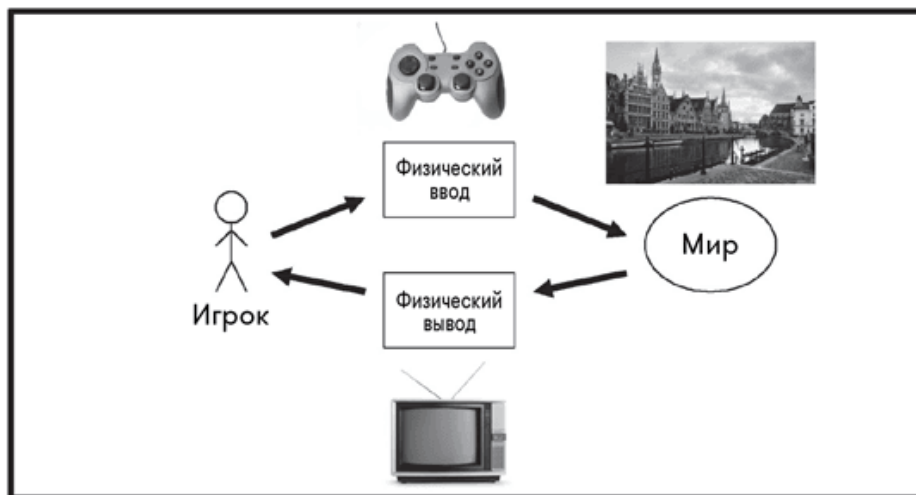 Физический
ввод
Мир
Игрок
Физический
вывод